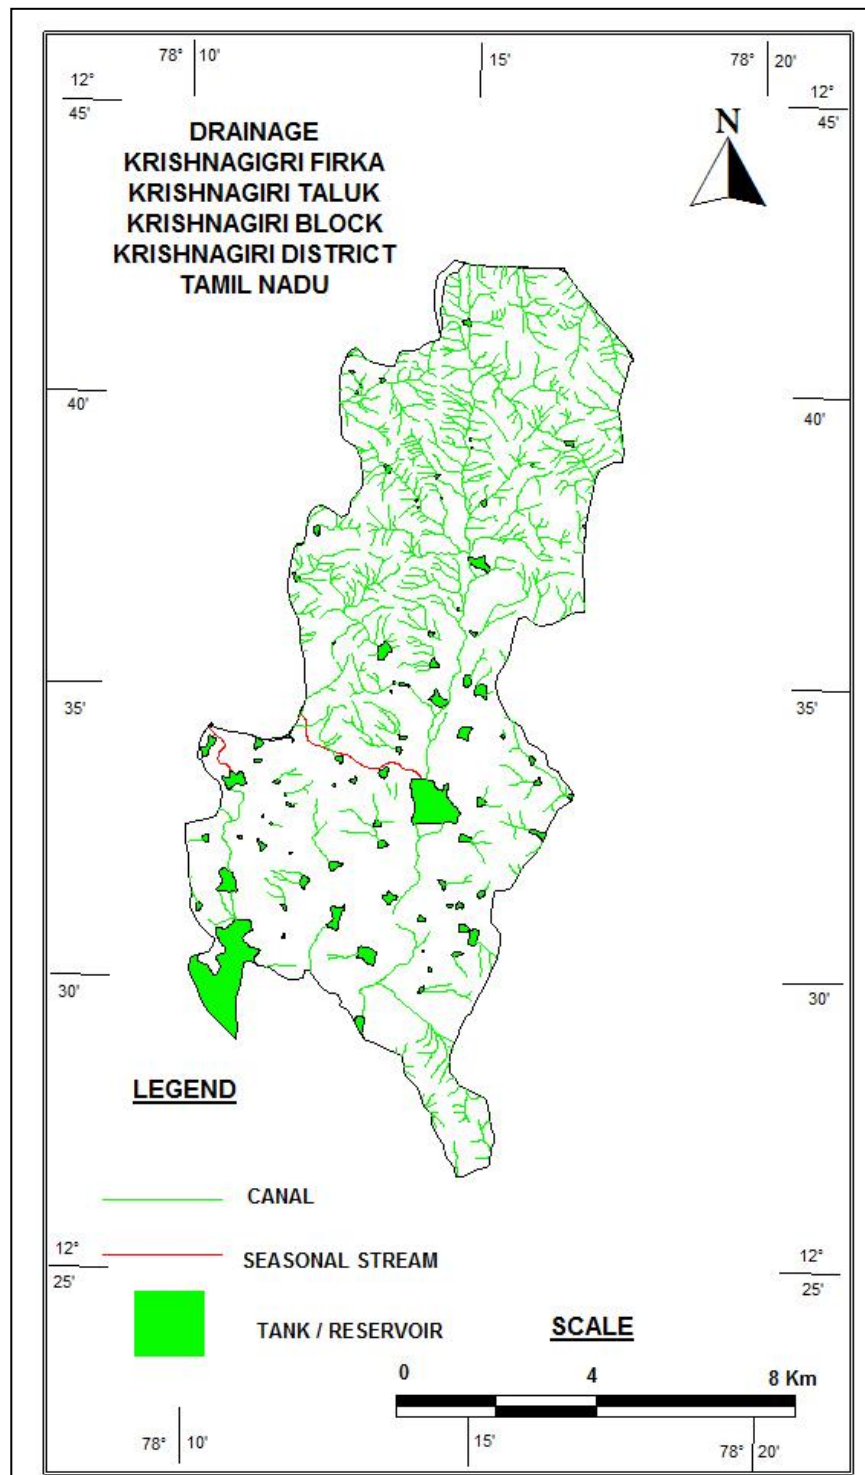 78° 10'
15'
78° 20'
12°
45'
12°
45'
DRAINAGE
KRISHNAGIGRI FIRKA
KRISHNAGIRI TALUK
KRISHNAGIRI BLOCK
KRISHNAGIRI DISTRICT
TAMIL NADU
N
40'
40'
35'
35'
30'
30'
LEGEND
CANAL
SEASONAL STREAM
TANK / RESERVOIR
12°
25'
12°
25'
SCALE
0 4 8 Km
78° 10'
15'
78° 20'